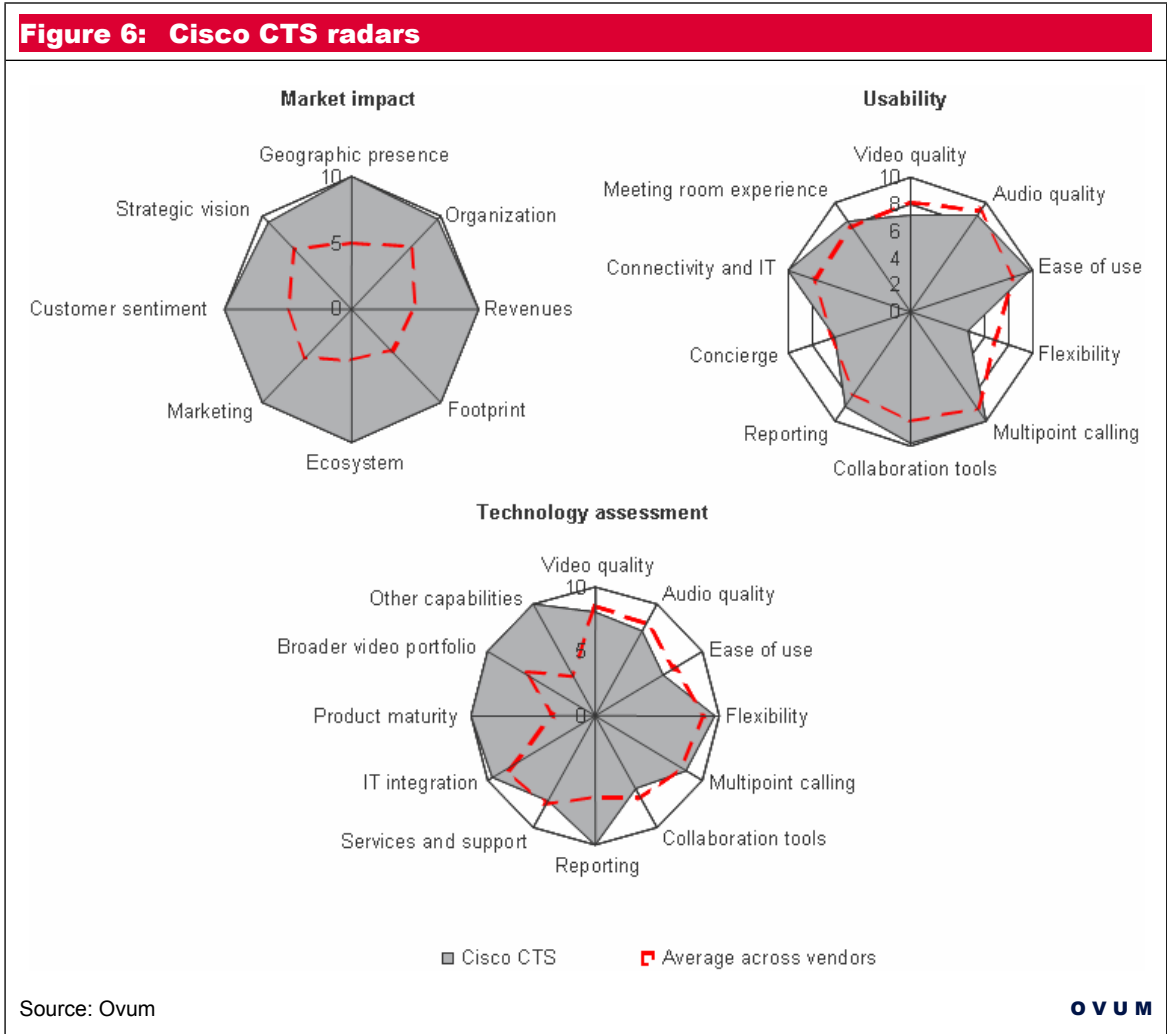 Figure 6: Cisco CTS radars
Market impact
Geographic presence
10
Strategic vision
Organization
5
Customer sentiment
0
Revenues
Marketing
Footprint
Ecosystem
Usability
Video quality
10
Meeting room experience
Audio quality
8
6
Connectivity and IT
Ease of use
4
2
0
Concierge
Flexibility
Reporting
Multipoint calling
Collaboration tools
Technology assessment
Video quality
10
Other capabilities
Audio quality
Broader video portfolio
5
Ease of use
Product maturity
0
Flexibility
IT integration
Multipoint calling
Services and support
Collaboration tools
Reporting
Cisco CTS
Average across vendors
Source: Ovum
OVUM